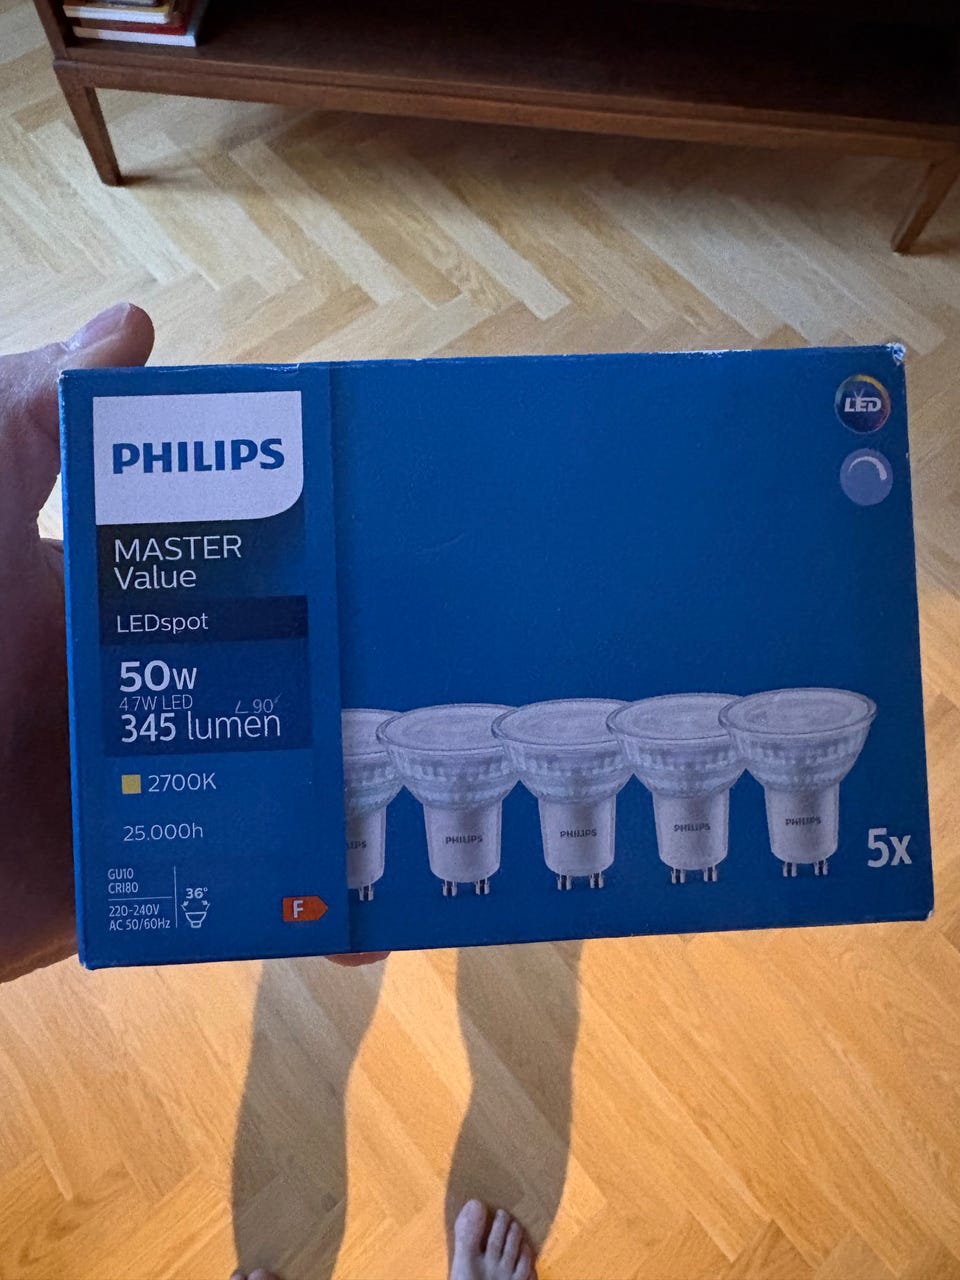 PHILIPS
MASTER
Value
LEDspot
50W
4.7W LED
345 lumen ∠ 90°
2700K
25.000h
GU10
CRI80
220-240V
AC 50/60Hz
36°
F
LED
PHILIPS
PHILIPS
PHILIPS
PHILIPS
5x